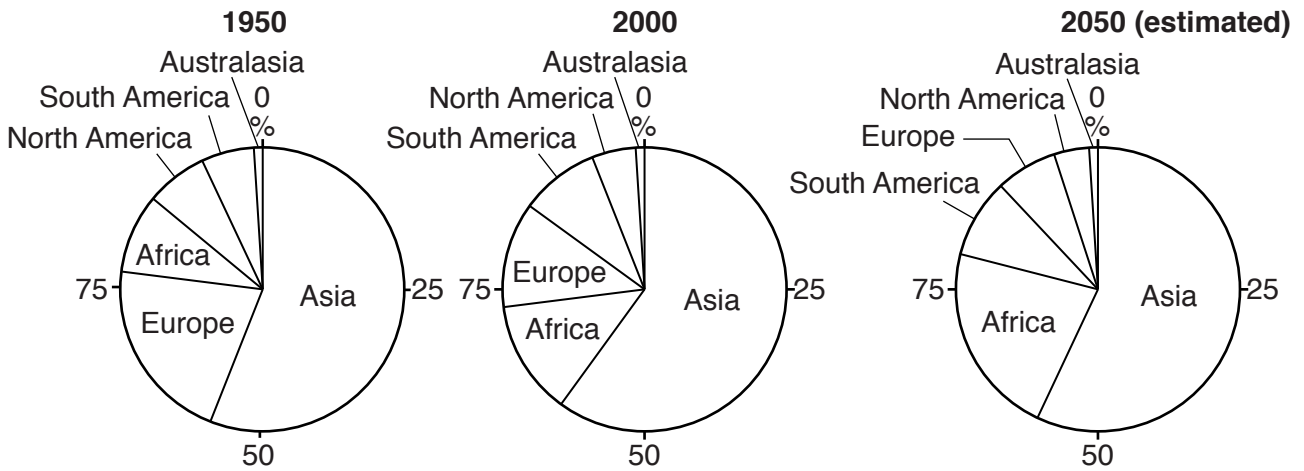 1950
Australasia
South America 0
North America %
Africa
75 Asia 25
Europe
50
2000
Australasia
North America 0
South America %
Europe
75 Asia 25
Africa
50
2050 (estimated)
Australasia
North America 0
Europe %
South America
75 Asia 25
Africa
50